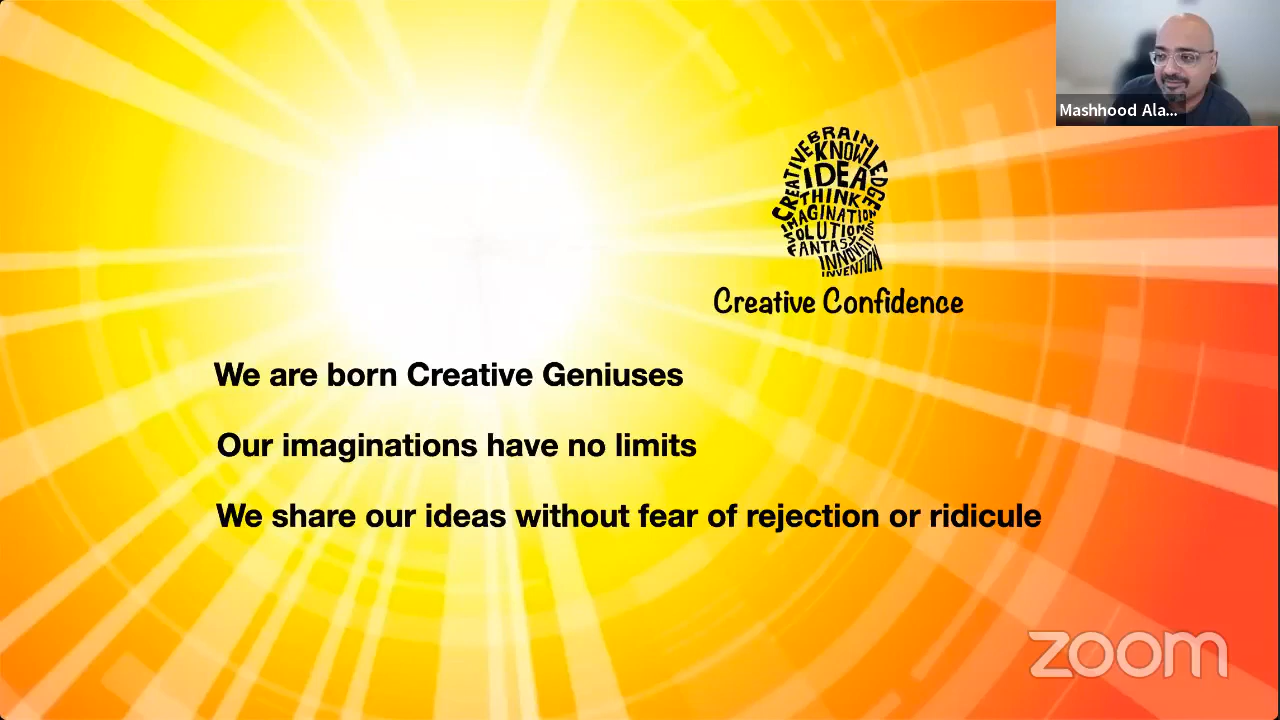 Mashhood Ala...
BRAIN
CREATIVE
KNOWLEDGE
IDEA
THINK
IMAGINATION
FANTASY
INNOVATION
INVENTION
Creative Confidence
We are born Creative Geniuses
Our imaginations have no limits
We share our ideas without fear of rejection or ridicule
zoom